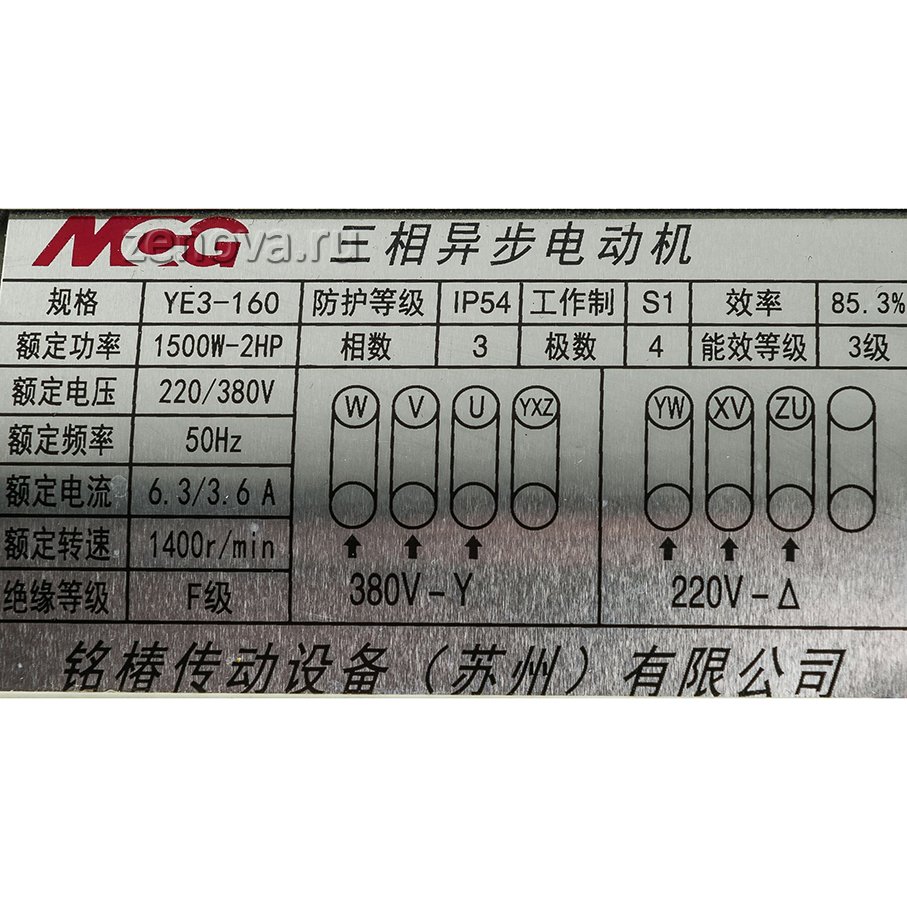 MCG 三相异步电动机
zenova.ru
规格 YE3-160 防护等级 IP54 工作制 S1 效率 85.3%
额定功率 1500W-2HP 相数 3 极数 4 能效等级 3级
额定电压 220/380V
W V U YXZ YW XV ZU
额定频率 50Hz
额定电流 6.3/3.6 A
额定转速 1400r/min
绝缘等级 F级
380V-Y 220V-Δ
铭椿传动设备（苏州）有限公司